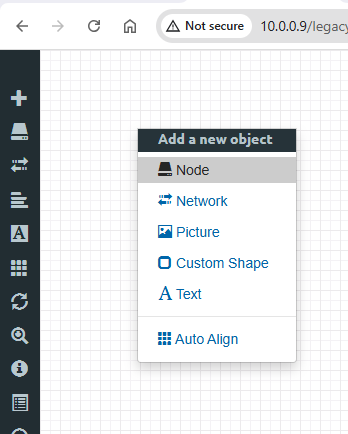 Not secure 10.0.0.9/legacy
Add a new object
Node
Network
Picture
Custom Shape
A Text
Auto Align
A